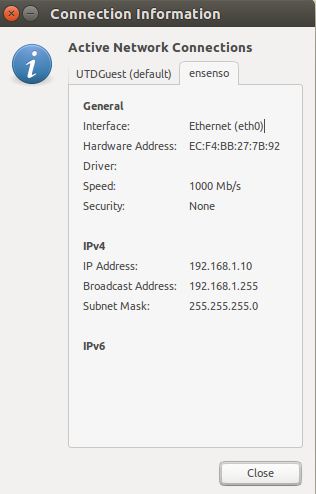 Connection Information
Active Network Connections
UTDGuest (default) ensenso
General
Interface: Ethernet (eth0)
Hardware Address: EC:F4:BB:27:7B:92
Driver:
Speed: 1000 Mb/s
Security: None
IPv4
IP Address: 192.168.1.10
Broadcast Address: 192.168.1.255
Subnet Mask: 255.255.255.0
IPv6
Close